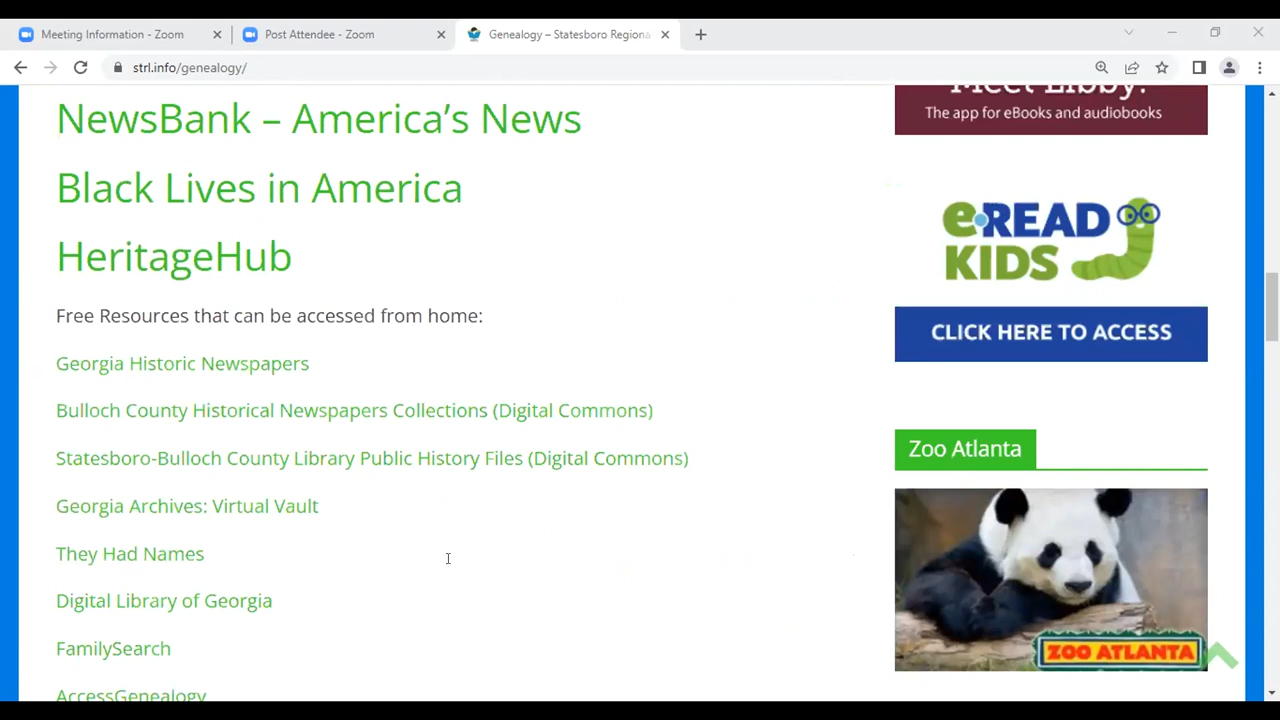 Meeting Information - Zoom
Post Attendee - Zoom
Genealogy – Statesboro Regiona
strl.info/genealogy/
NewsBank – America's News
Black Lives in America
HeritageHub
Free Resources that can be accessed from home:
Georgia Historic Newspapers
Bulloch County Historical Newspapers Collections (Digital Commons)
Statesboro-Bulloch County Library Public History Files (Digital Commons)
Georgia Archives: Virtual Vault
They Had Names
Digital Library of Georgia
FamilySearch
AccessGenealogy
Meet Libby.
The app for eBooks and audiobooks
eREAD
KIDS
CLICK HERE TO ACCESS
Zoo Atlanta
ZOO ATLANTA